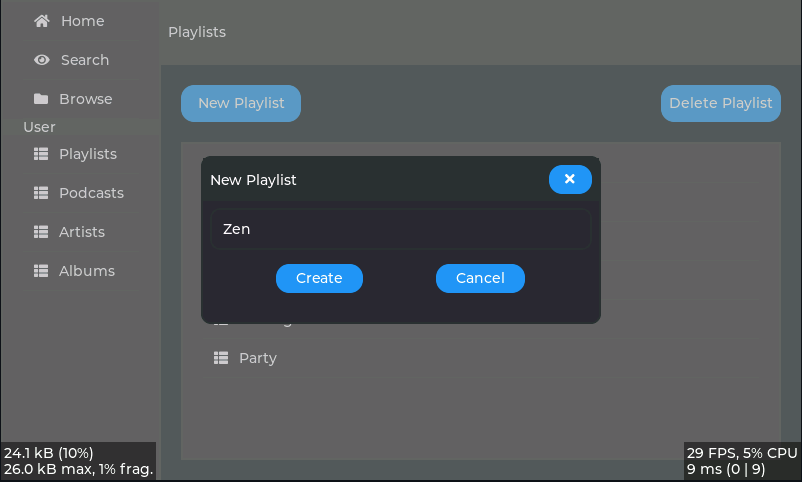 Home
Search
Browse
User
Playlists
Podcasts
Artists
Albums
Playlists
New Playlist
Delete Playlist
New Playlist
Zen
Create
Cancel
Party
24.1 kB (10%)
26.0 kB max, 1% frag.
29 FPS, 5% CPU
9 ms (0 | 9)